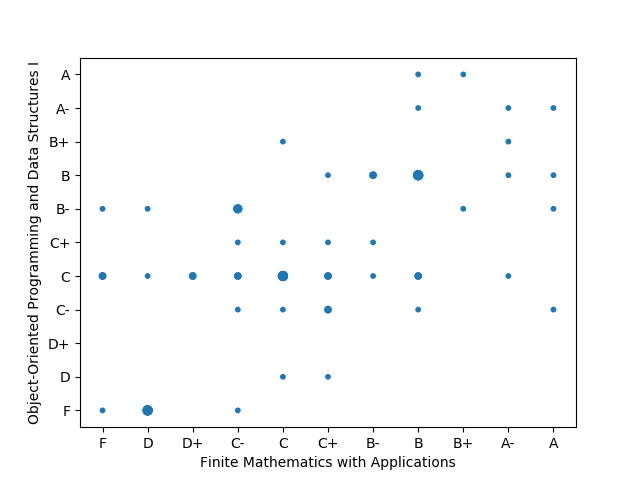 Object-Oriented Programming and Data Structures I
A
A-
B+
B
B-
C+
C
C-
D+
D
F
F D D+ C- C C+ B- B B+ A- A
Finite Mathematics with Applications